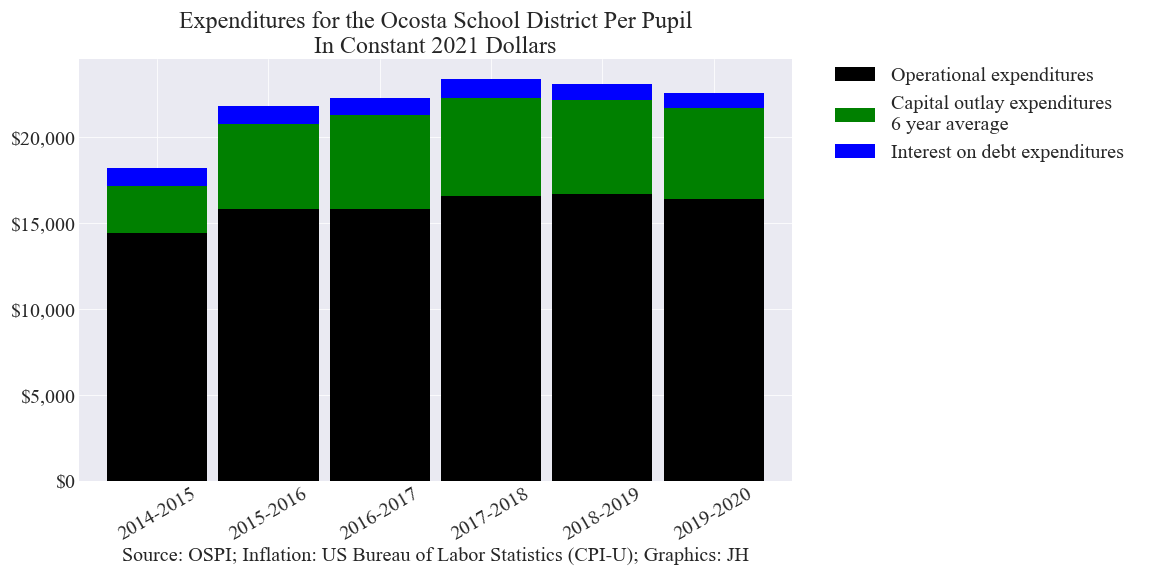 Expenditures for the Ocosta School District Per Pupil
In Constant 2021 Dollars
Operational expenditures
Capital outlay expenditures
6 year average
Interest on debt expenditures
$20,000
$15,000
$10,000
$5,000
$0
2014-2015
2015-2016
2016-2017
2017-2018
2018-2019
2019-2020
Source: OSPI; Inflation: US Bureau of Labor Statistics (CPI-U); Graphics: JH